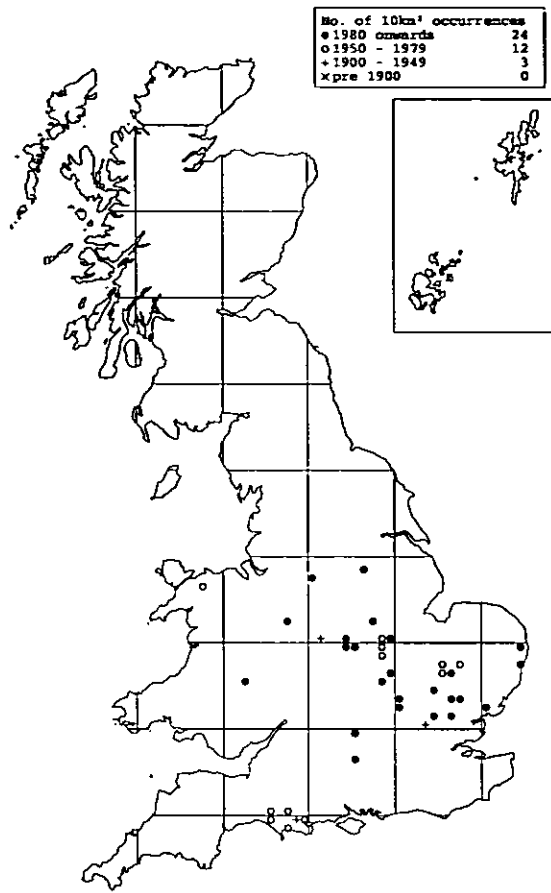 No. of 10km² occurrences
● 1980 onwards 24
○ 1950 - 1979 12
+ 1900 - 1949 3
× pre 1900 0